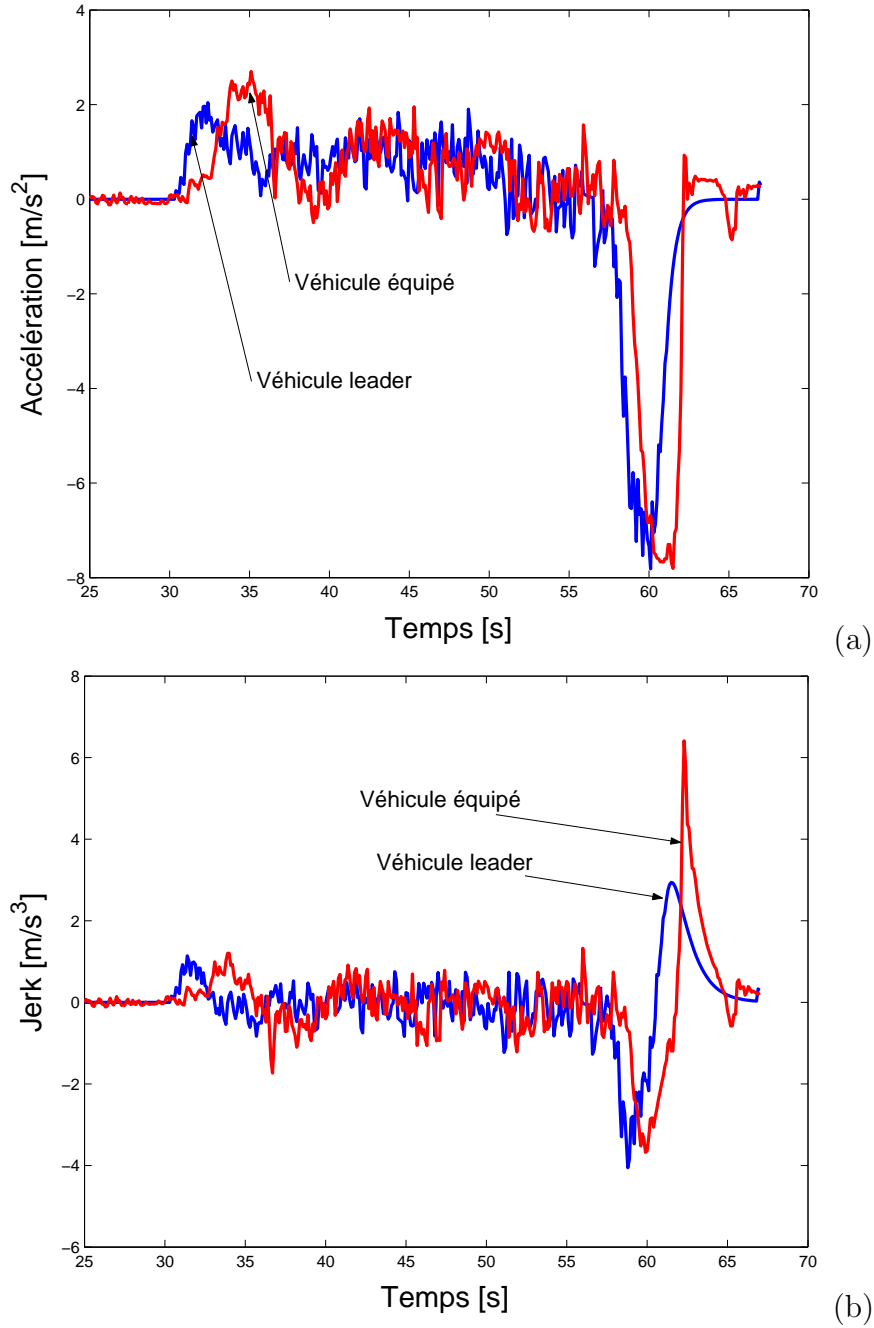 4
2
0
−2
−4
−6
−8
Accélération [m/s²]
Véhicule équipé
Véhicule leader
25 30 35 40 45 50 55 60 65 70
Temps [s]
(a)
8
6
4
2
0
−2
−4
−6
Jerk [m/s³]
Véhicule équipé
Véhicule leader
25 30 35 40 45 50 55 60 65 70
Temps [s]
(b)